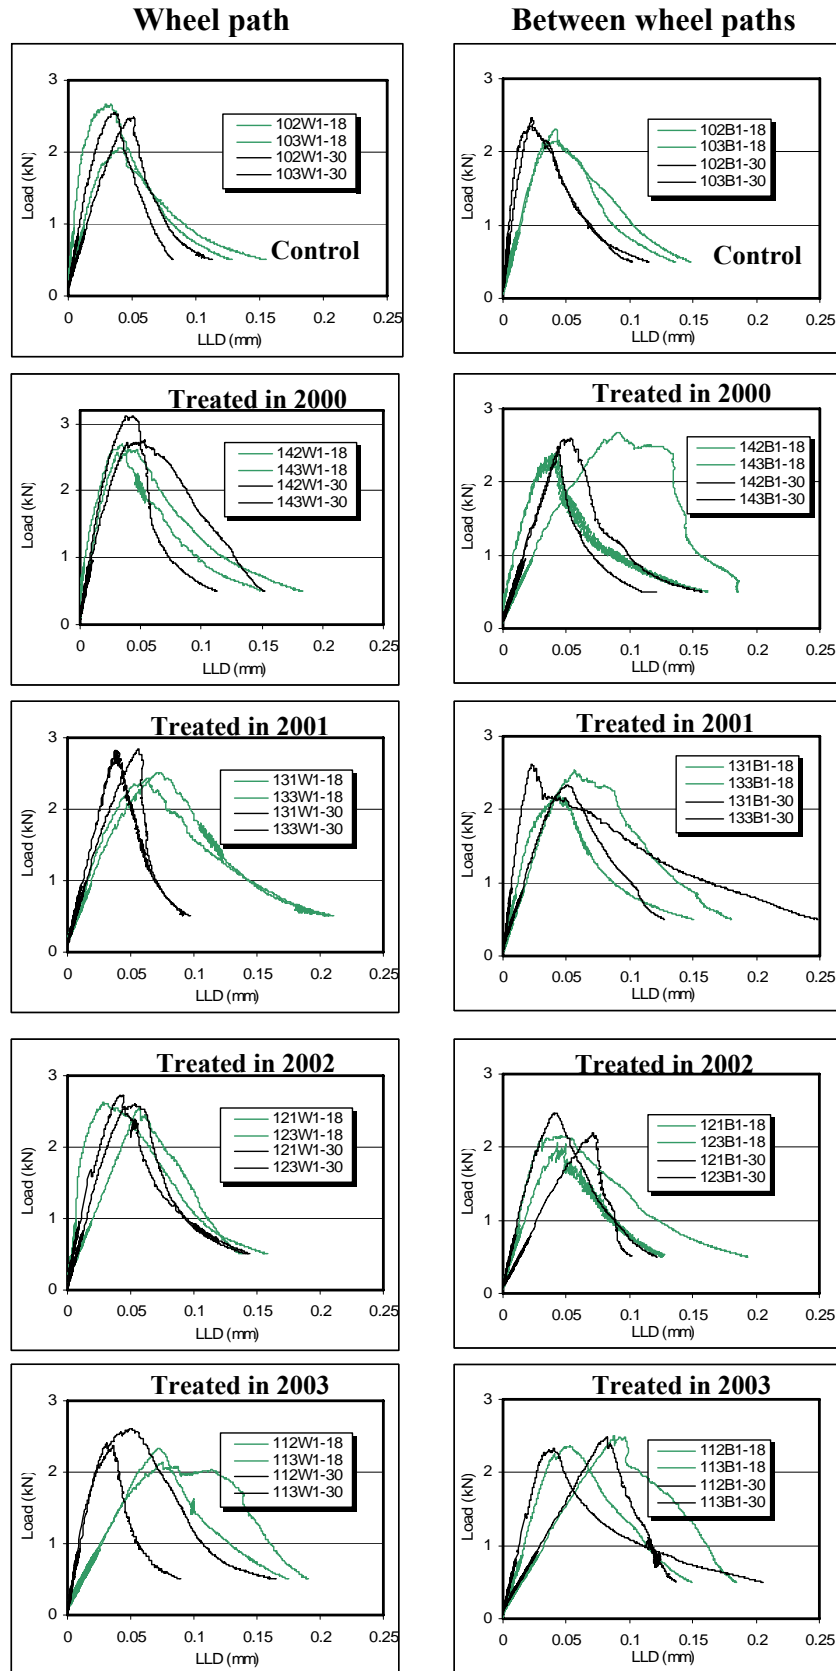 Wheel path
Between wheel paths
3
2
1
0
Load (kN)
102W1-18
103W1-18
102W1-30
103W1-30
Control
0 0.05 0.1 0.15 0.2 0.25
LLD (mm)
3
2
1
0
Load (kN)
102B1-18
103B1-18
102B1-30
103B1-30
Control
0 0.05 0.1 0.15 0.2 0.25
LLD (mm)
Treated in 2000
3
2
1
0
Load (kN)
142W1-18
143W1-18
142W1-30
143W1-30
0 0.05 0.1 0.15 0.2 0.25
LLD (mm)
Treated in 2000
3
2
1
0
Load (kN)
142B1-18
143B1-18
142B1-30
143B1-30
0 0.05 0.1 0.15 0.2 0.25
LLD (mm)
Treated in 2001
3
2
1
0
Load (kN)
131W1-18
133W1-18
131W1-30
133W1-30
0 0.05 0.1 0.15 0.2 0.25
LLD (mm)
Treated in 2001
3
2
1
0
Load (kN)
131B1-18
133B1-18
131B1-30
133B1-30
0 0.05 0.1 0.15 0.2 0.25
LLD (mm)
Treated in 2002
3
2
1
0
Load (kN)
121W1-18
123W1-18
121W1-30
123W1-30
0 0.05 0.1 0.15 0.2 0.25
LLD (mm)
Treated in 2002
3
2
1
0
Load (kN)
121B1-18
123B1-18
121B1-30
123B1-30
0 0.05 0.1 0.15 0.2 0.25
LLD (mm)
Treated in 2003
3
2
1
0
Load (kN)
112W1-18
113W1-18
112W1-30
113W1-30
0 0.05 0.1 0.15 0.2 0.25
LLD (mm)
Treated in 2003
3
2
1
0
Load (kN)
112B1-18
113B1-18
112B1-30
113B1-30
0 0.05 0.1 0.15 0.2 0.25
LLD (mm)